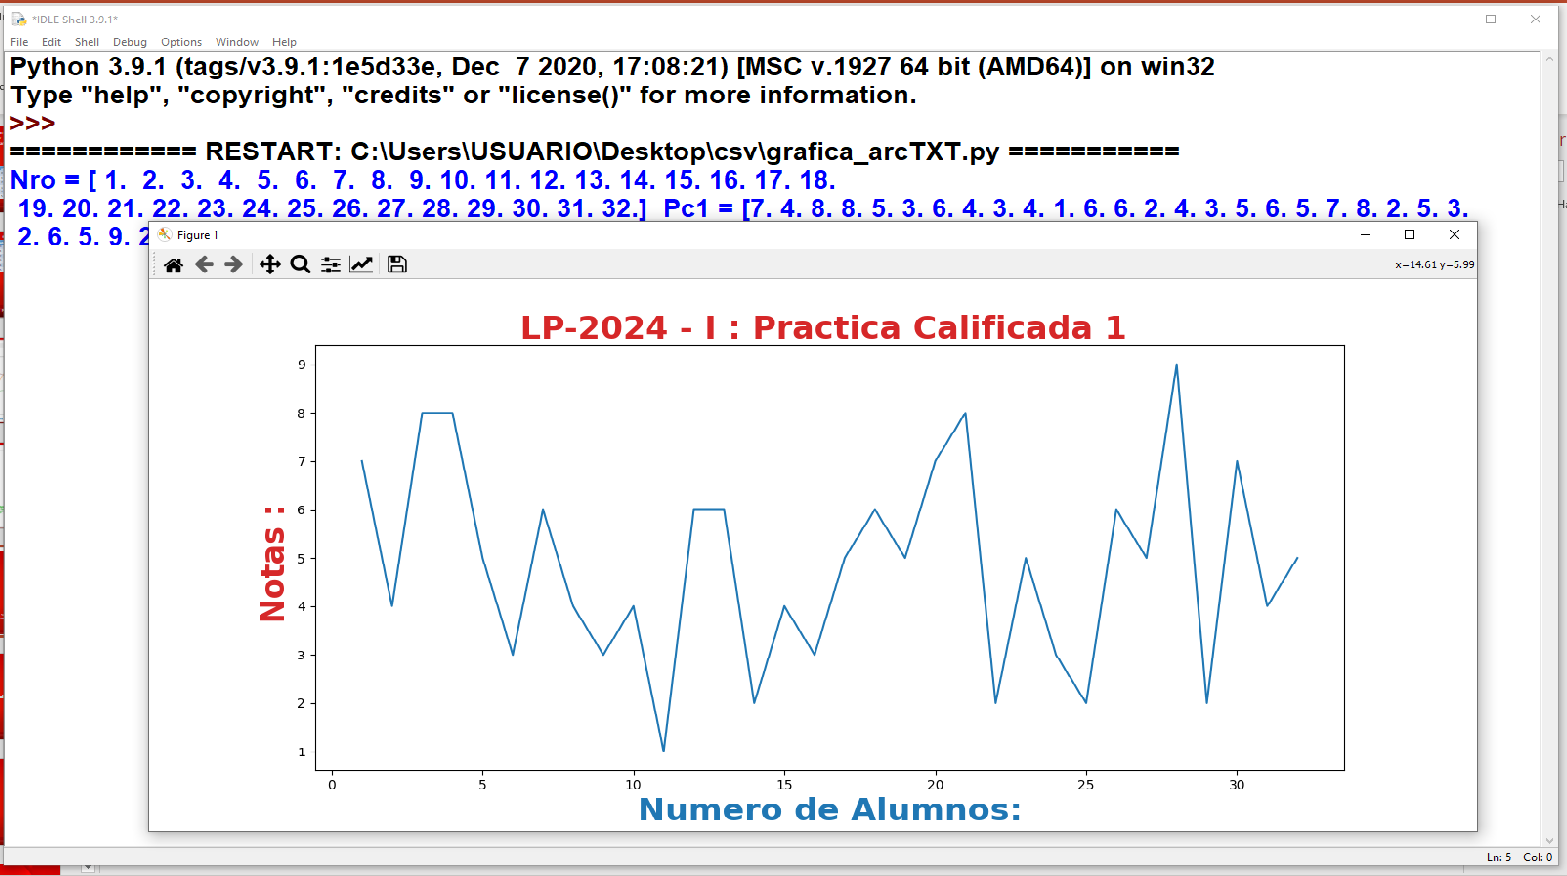 *IDLE Shell 3.9.1*
File Edit Shell Debug Options Window Help
Python 3.9.1 (tags/v3.9.1:1e5d33e, Dec  7 2020, 17:08:21) [MSC v.1927 64 bit (AMD64)] on win32
Type "help", "copyright", "credits" or "license()" for more information.
>>>
============ RESTART: C:\Users\USUARIO\Desktop\csv\grafica_arcTXT.py ===========
Nro = [ 1.  2.  3.  4.  5.  6.  7.  8.  9. 10. 11. 12. 13. 14. 15. 16. 17. 18.
19. 20. 21. 22. 23. 24. 25. 26. 27. 28. 29. 30. 31. 32.]  Pc1 = [7. 4. 8. 8. 5. 3. 6. 4. 3. 4. 1. 6. 6. 2. 4. 3. 5. 6. 5. 7. 8. 2. 5. 3.
2. 6. 5. 9. 2
Figure 1
x=14.61 y=5.99
LP-2024 - I : Practica Calificada 1
Notas :
9
8
7
6
5
4
3
2
1
0 5 10 15 20 25 30
Numero de Alumnos:
Ln: 5 Col: 0